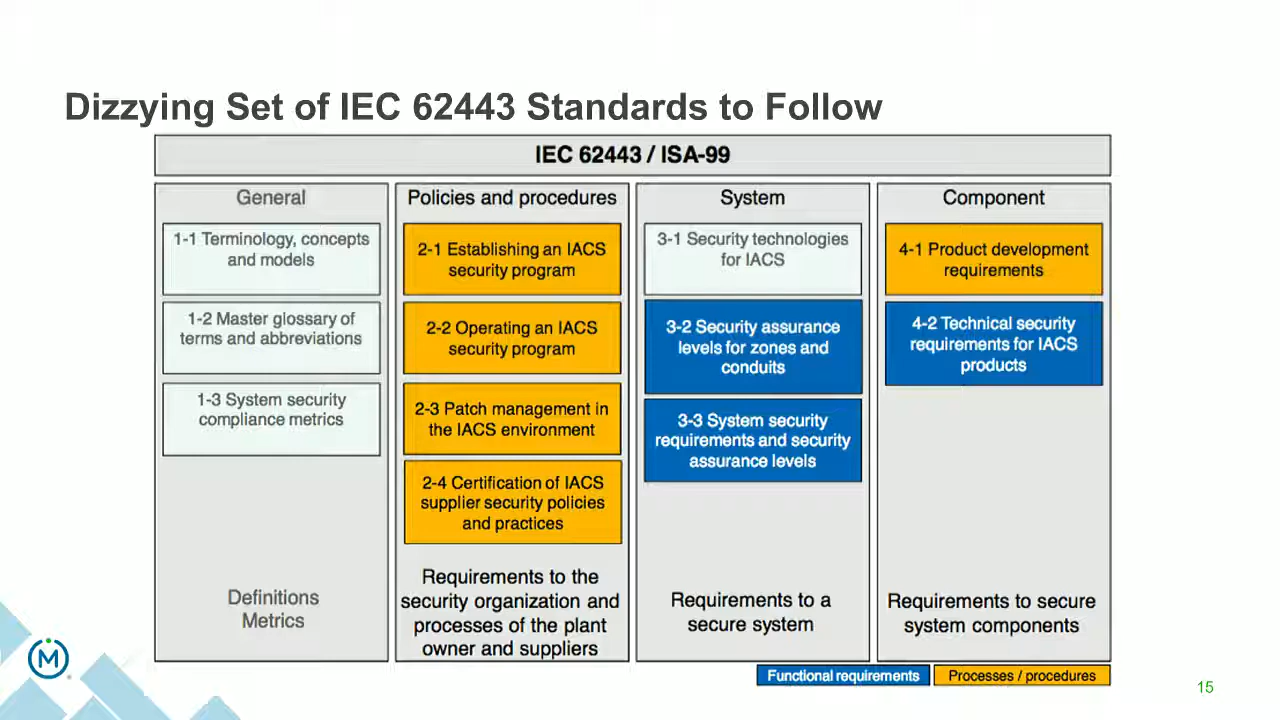 Dizzying Set of IEC 62443 Standards to Follow
IEC 62443 / ISA-99
General
1-1 Terminology, concepts
and models
1-2 Master glossary of
terms and abbreviations
1-3 System security
compliance metrics
Definitions
Metrics
Policies and procedures
2-1 Establishing an IACS
security program
2-2 Operating an IACS
security program
2-3 Patch management in
the IACS environment
2-4 Certification of IACS
supplier security policies
and practices
Requirements to the
security organization and
processes of the plant
owner and suppliers
System
3-1 Security technologies
for IACS
3-2 Security assurance
levels for zones and
conduits
3-3 System security
requirements and security
assurance levels
Requirements to a
secure system
Component
4-1 Product development
requirements
4-2 Technical security
requirements for IACS
products
Requirements to secure
system components
Functional requirements
Processes / procedures
M
15